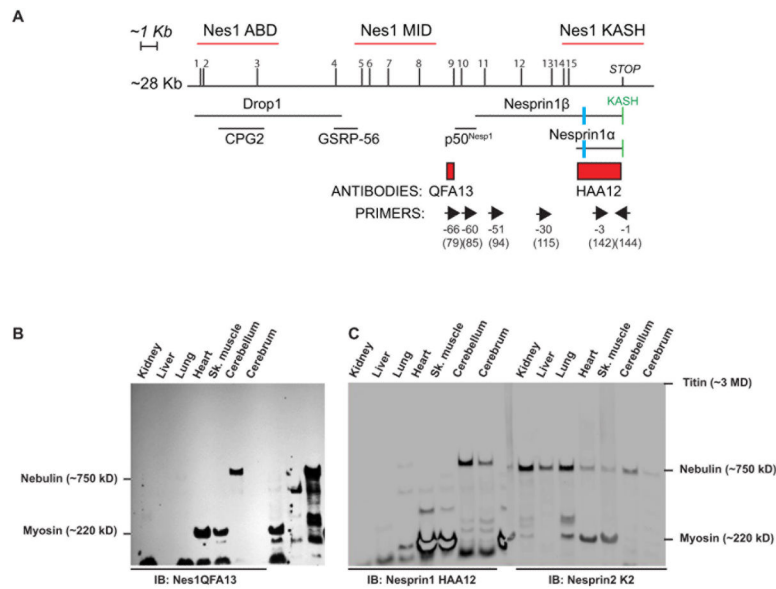 A
~1 Kb
Nes1 ABD Nes1 MID Nes1 KASH
1 2 3 4 5 6 7 8 9 10 11 12 13 14 15 STOP
~28 Kb
Drop1 Nesprin1β KASH
CPG2 GSRP-56 p50Nesp1 Nesprin1α
ANTIBODIES: QFA13 HAA12
PRIMERS:
-66 -60 -51 -30 -3 -1
(79) (85) (94) (115) (142) (144)
B
Kidney Liver Lung Heart Sk. muscle Cerebellum Cerebrum
Nebulin (~750 kD)
Myosin (~220 kD)
IB: Nes1QFA13
C
Kidney Liver Lung Heart Sk. muscle Cerebellum Cerebrum Kidney Liver Lung Heart Sk. muscle Cerebellum Cerebrum
Titin (~3 MD)
Nebulin (~750 kD)
Myosin (~220 kD)
IB: Nesprin1 HAA12 IB: Nesprin2 K2